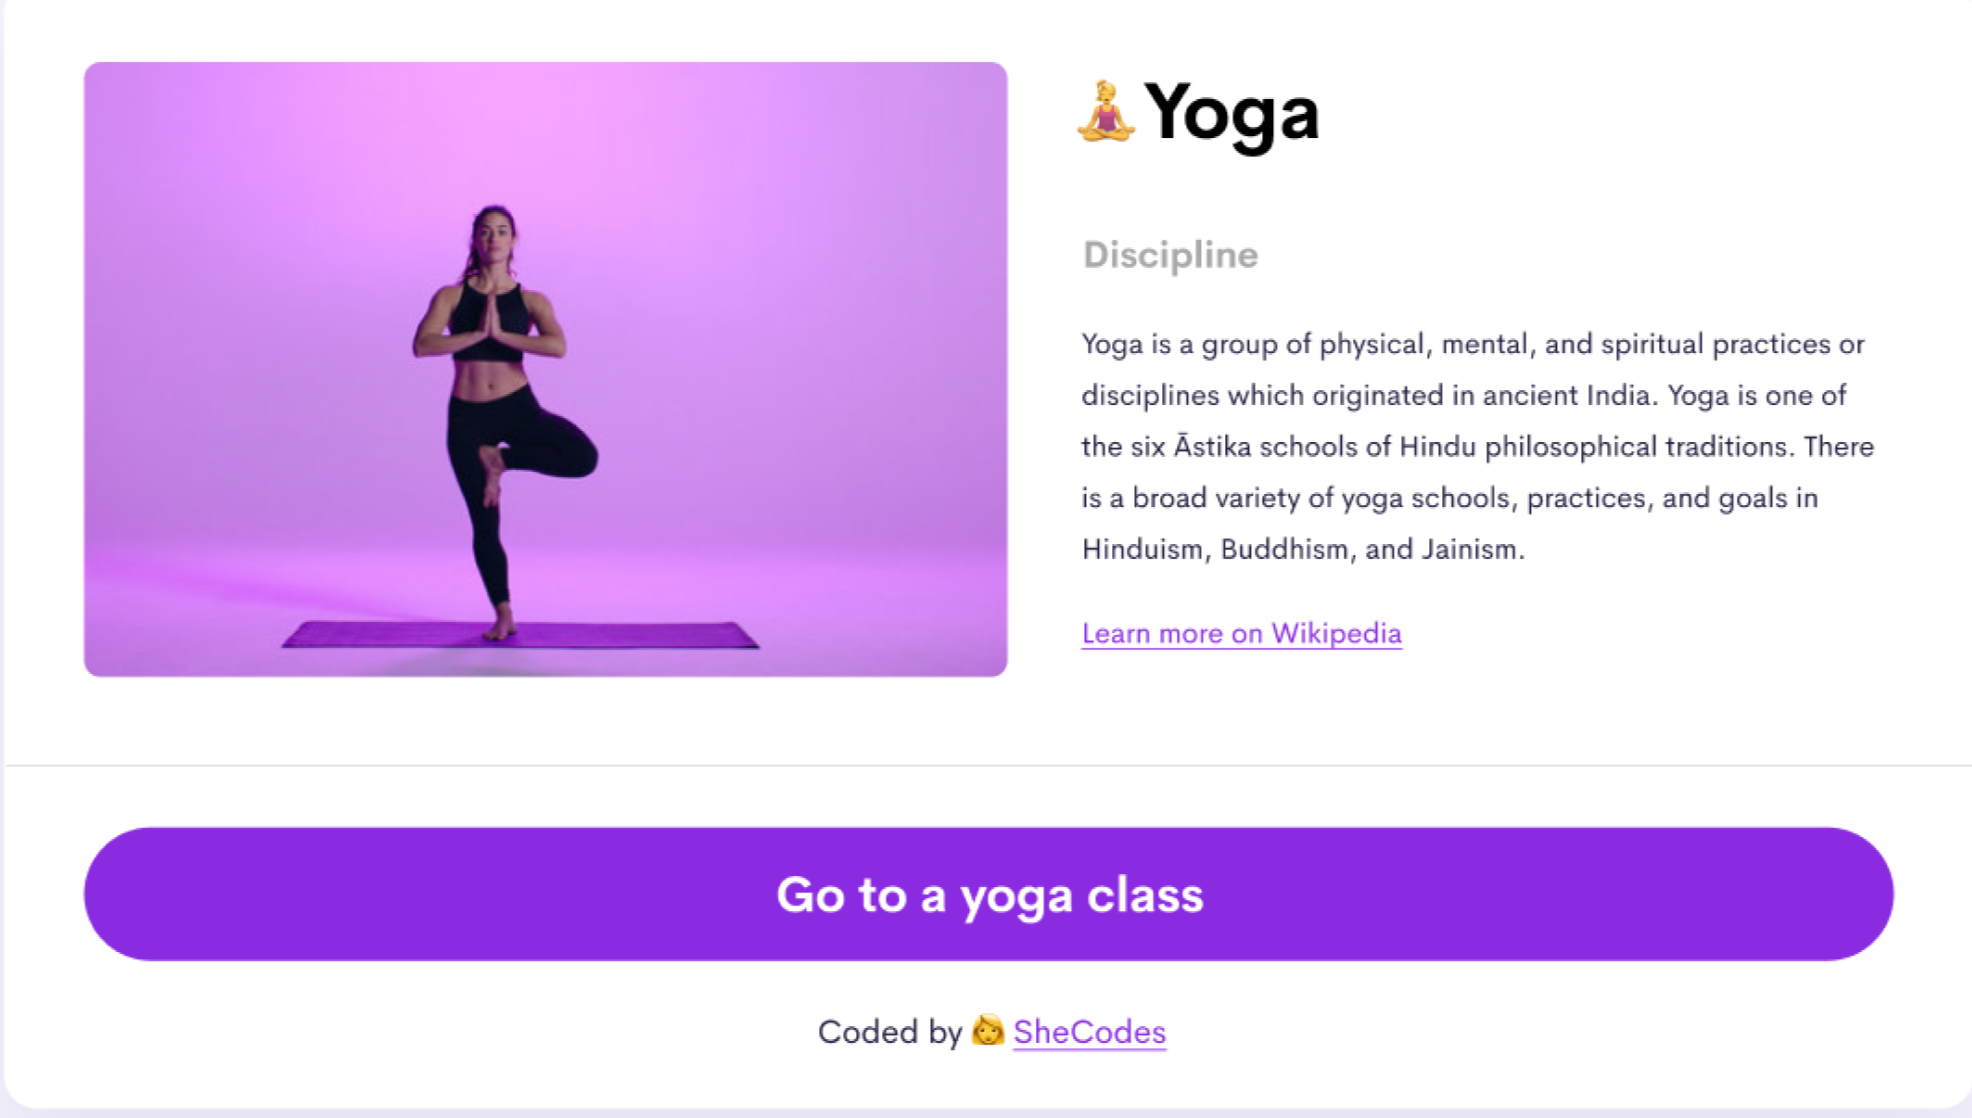 🧘‍♀️ Yoga
Discipline
Yoga is a group of physical, mental, and spiritual practices or
disciplines which originated in ancient India. Yoga is one of
the six Āstika schools of Hindu philosophical traditions. There
is a broad variety of yoga schools, practices, and goals in
Hinduism, Buddhism, and Jainism.
Learn more on Wikipedia
Go to a yoga class
Coded by 👩 SheCodes